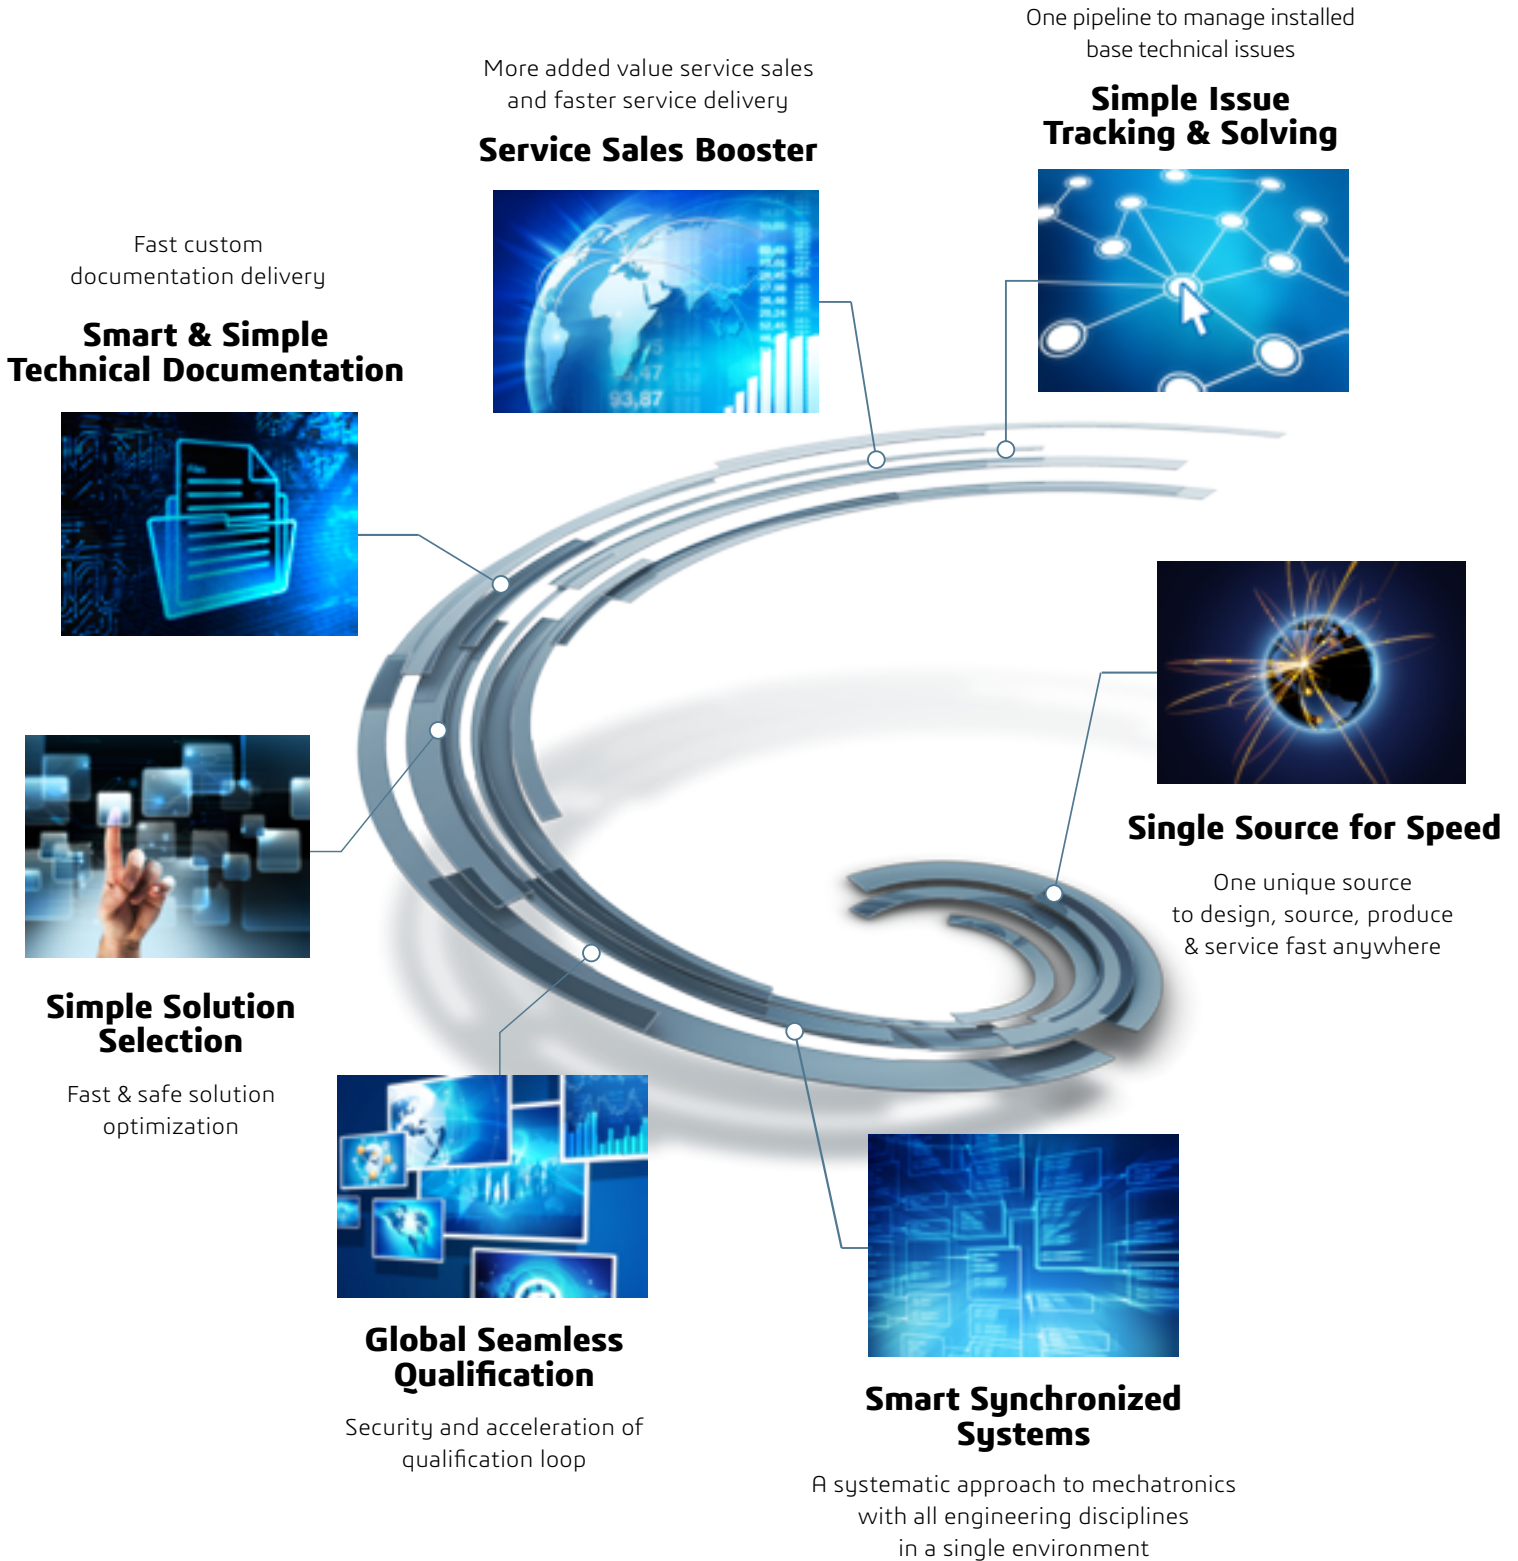 One pipeline to manage installed
base technical issues
Simple Issue
Tracking & Solving
More added value service sales
and faster service delivery
Service Sales Booster
Fast custom
documentation delivery
Smart & Simple
Technical Documentation
Files
93,87
Single Source for Speed
One unique source
to design, source, produce
& service fast anywhere
Simple Solution
Selection
Fast & safe solution
optimization
Global Seamless
Qualification
Security and acceleration of
qualification loop
Smart Synchronized
Systems
A systematic approach to mechatronics
with all engineering disciplines
in a single environment